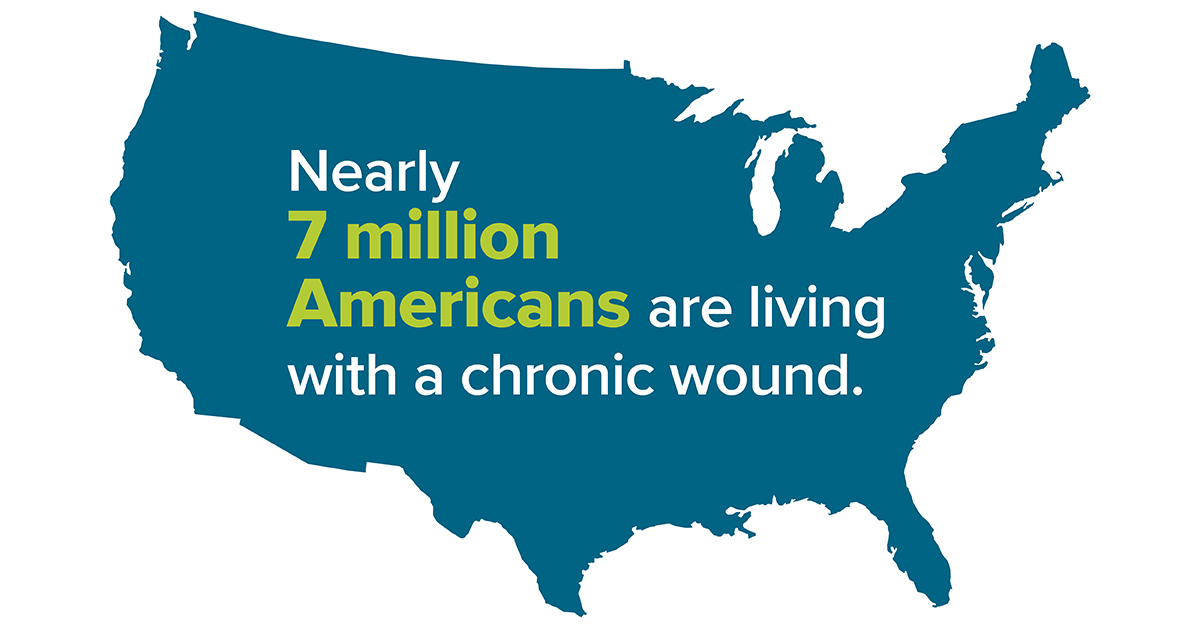 Nearly
7 million
Americans are living
with a chronic wound.